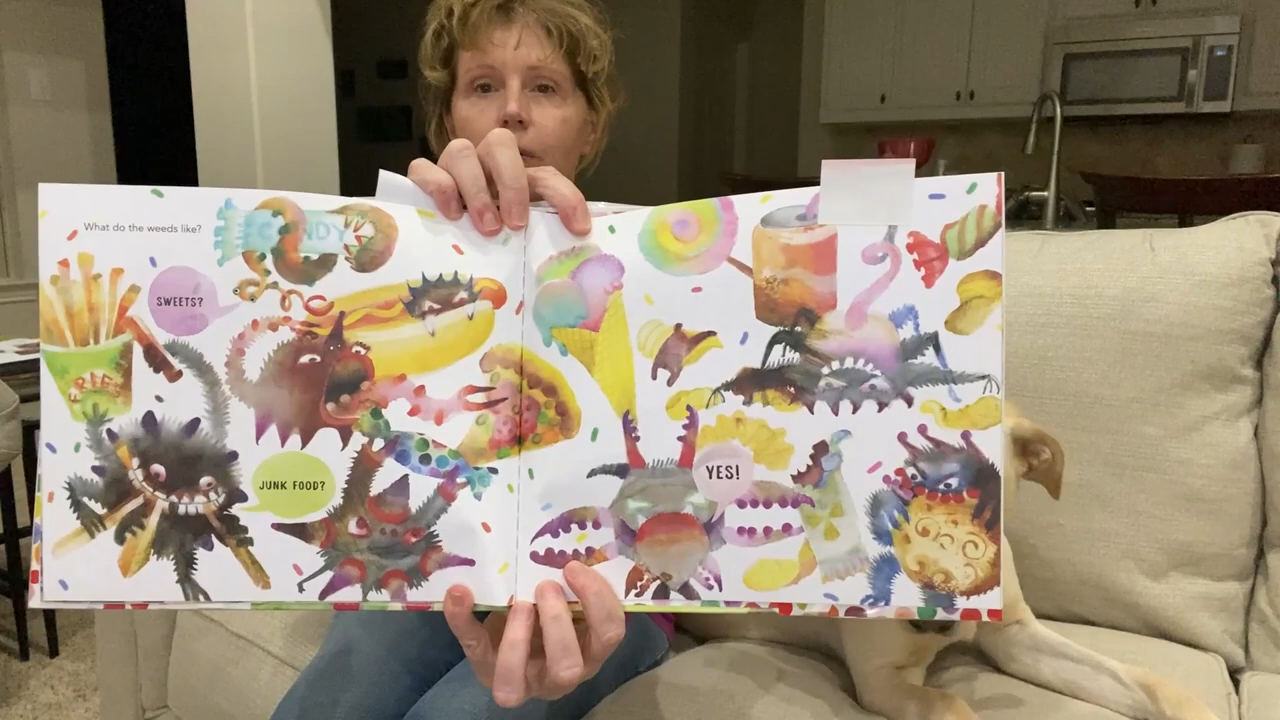 What do the weeds like?
CANDY
SWEETS?
FRIES
JUNK FOOD?
YES!